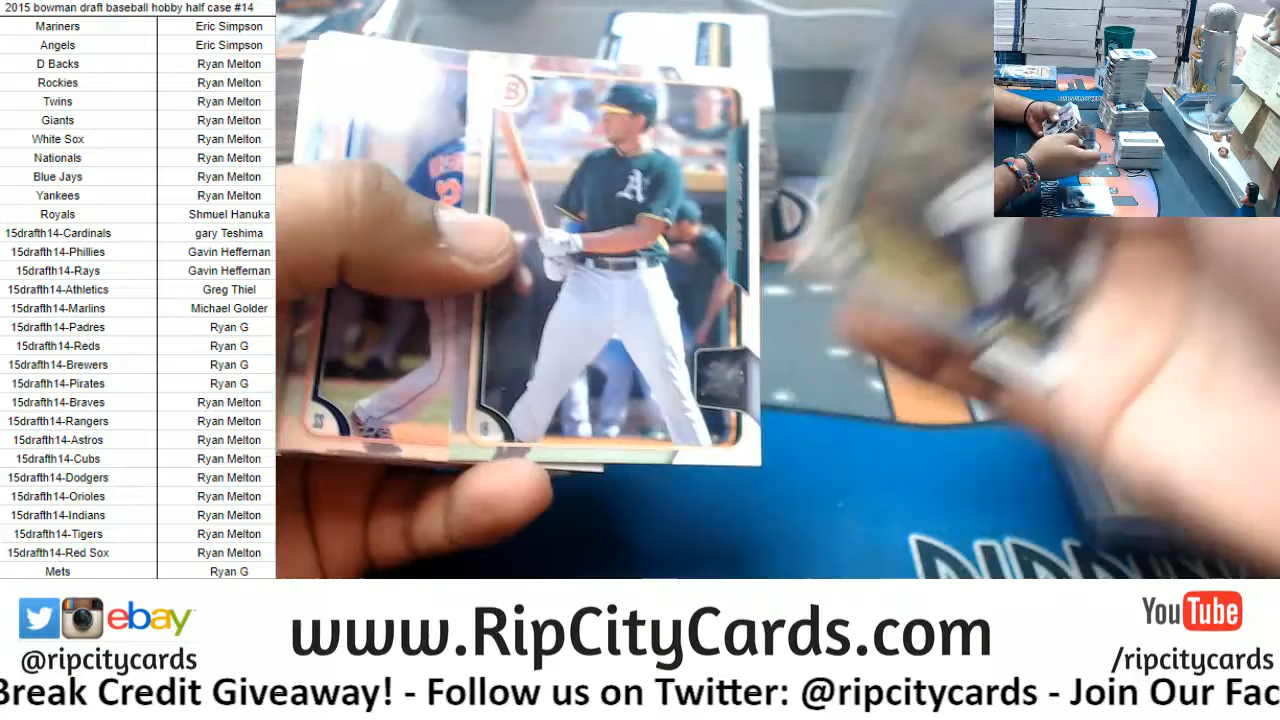 2015 bowman draft baseball hobby half case #14
Mariners Eric Simpson
Angels Eric Simpson
D Backs Ryan Melton
Rockies Ryan Melton
Twins Ryan Melton
Giants Ryan Melton
White Sox Ryan Melton
Nationals Ryan Melton
Blue Jays Ryan Melton
Yankees Ryan Melton
Royals Shmuel Hanuka
15drafth14-Cardinals gary Teshima
15drafth14-Phillies Gavin Heffernan
15drafth14-Rays Gavin Heffernan
15drafth14-Athletics Greg Thiel
15drafth14-Marlins Michael Golder
15drafth14-Padres Ryan G
15drafth14-Reds Ryan G
15drafth14-Brewers Ryan G
15drafth14-Pirates Ryan G
15drafth14-Braves Ryan Melton
15drafth14-Rangers Ryan Melton
15drafth14-Astros Ryan Melton
15drafth14-Cubs Ryan Melton
15drafth14-Dodgers Ryan Melton
15drafth14-Orioles Ryan Melton
15drafth14-Indians Ryan Melton
15drafth14-Tigers Ryan Melton
15drafth14-Red Sox Ryan Melton
Mets Ryan G
B
A's
ebay
@ripcitycards
www.RipCityCards.com
YouTube
/ripcitycards
Break Credit Giveaway! - Follow us on Twitter: @ripcitycards - Join Our Fac